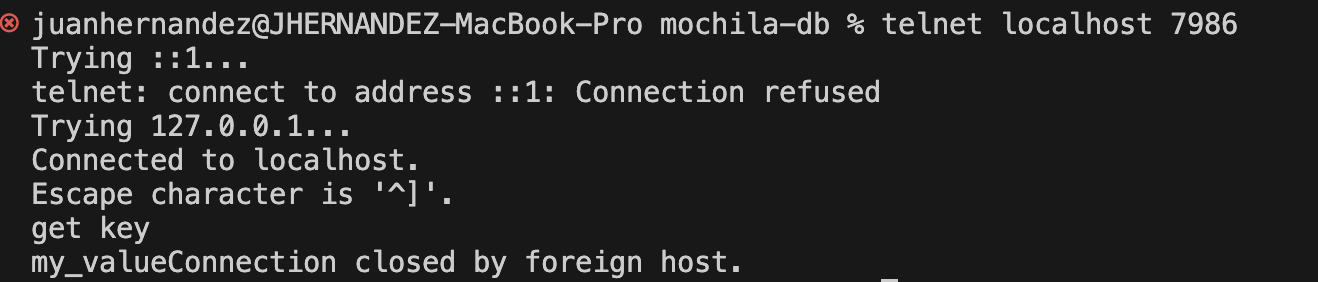 juanhernandez@JHERNANDEZ-MacBook-Pro mochila-db % telnet localhost 7986
Trying ::1...
telnet: connect to address ::1: Connection refused
Trying 127.0.0.1...
Connected to localhost.
Escape character is '^]'.
get key
my_valueConnection closed by foreign host.